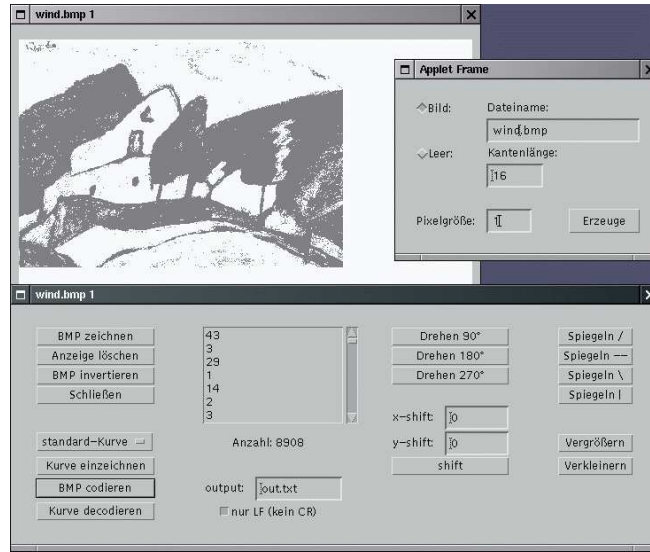 wind.bmp 1
Applet Frame
Bild:
Dateiname:
wind.bmp
Leer:
Kantenlänge:
16
Pixelgröße:
1
Erzeuge
wind.bmp 1
BMP zeichnen
Anzeige löschen
BMP invertieren
Schließen
standard-Kurve
Kurve einzeichnen
BMP codieren
Kurve decodieren
43
3
29
1
14
2
3
Anzahl: 8908
output:
out.txt
nur LF (kein CR)
Drehen 90°
Drehen 180°
Drehen 270°
x-shift:
0
y-shift:
0
shift
Spiegeln /
Spiegeln --
Spiegeln \
Spiegeln |
Vergrößern
Verkleinern